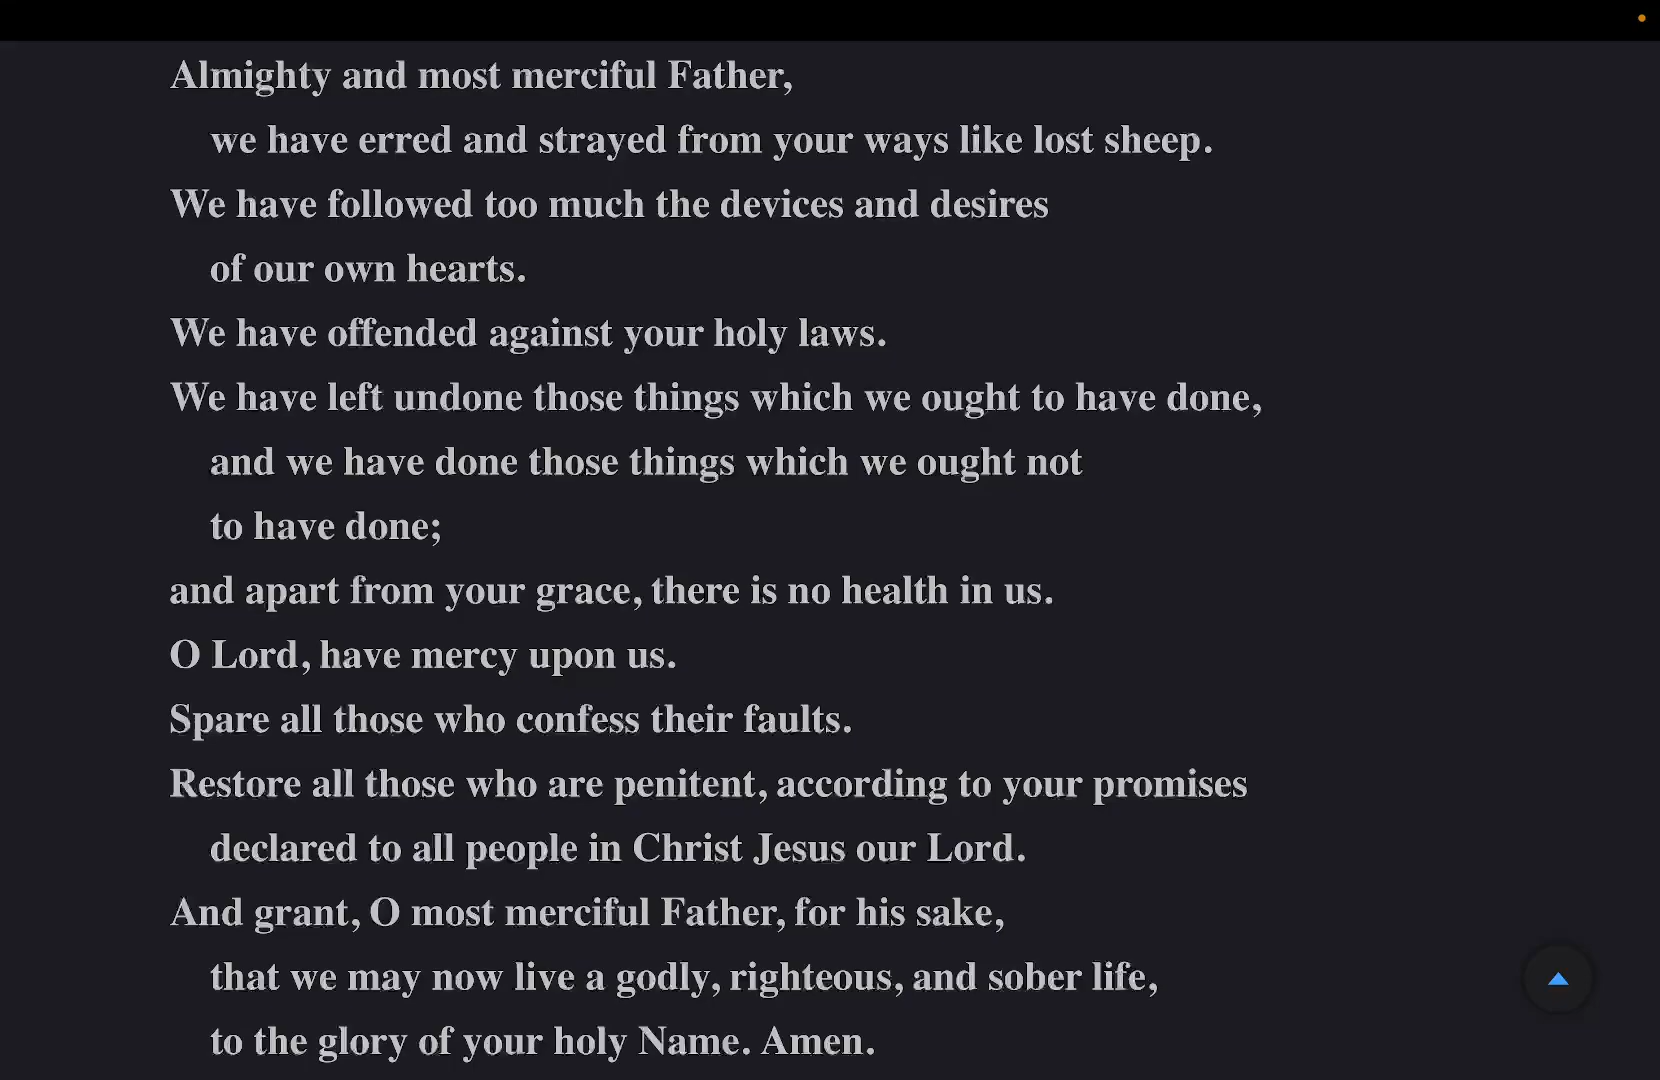 Almighty and most merciful Father,
we have erred and strayed from your ways like lost sheep.
We have followed too much the devices and desires
of our own hearts.
We have offended against your holy laws.
We have left undone those things which we ought to have done,
and we have done those things which we ought not
to have done;
and apart from your grace, there is no health in us.
O Lord, have mercy upon us.
Spare all those who confess their faults.
Restore all those who are penitent, according to your promises
declared to all people in Christ Jesus our Lord.
And grant, O most merciful Father, for his sake,
that we may now live a godly, righteous, and sober life,
to the glory of your holy Name. Amen.